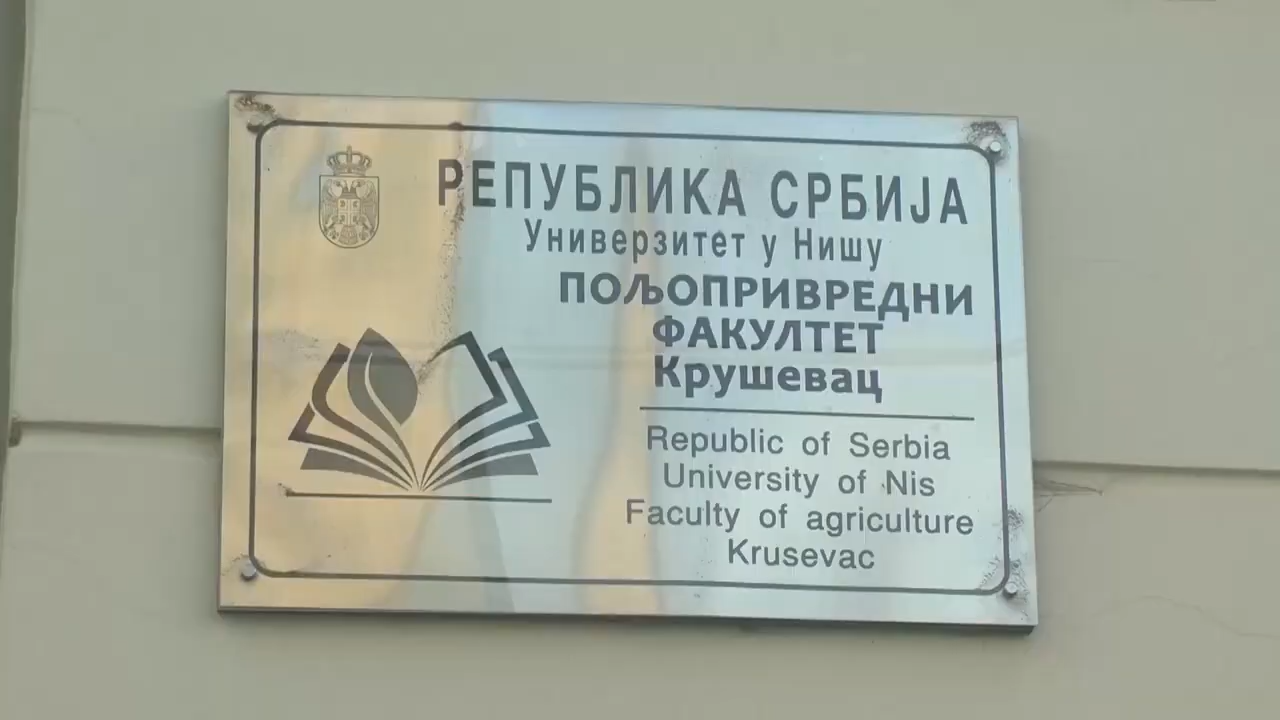 РЕПУБЛИКА СРБИЈА
Универзитет у Нишу
ПОЉОПРИВРЕДНИ
ФАКУЛТЕТ
Крушевац
Republic of Serbia
University of Nis
Faculty of agriculture
Krusevac